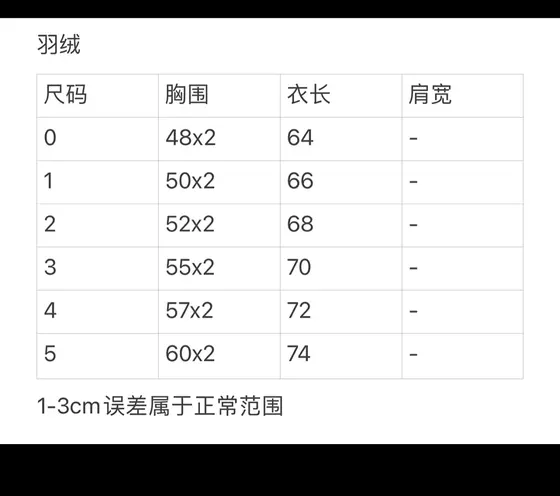 羽绒
尺码 胸围 衣长 肩宽
0 48x2 64 -
1 50x2 66 -
2 52x2 68 -
3 55x2 70 -
4 57x2 72 -
5 60x2 74 -
1-3cm误差属于正常范围